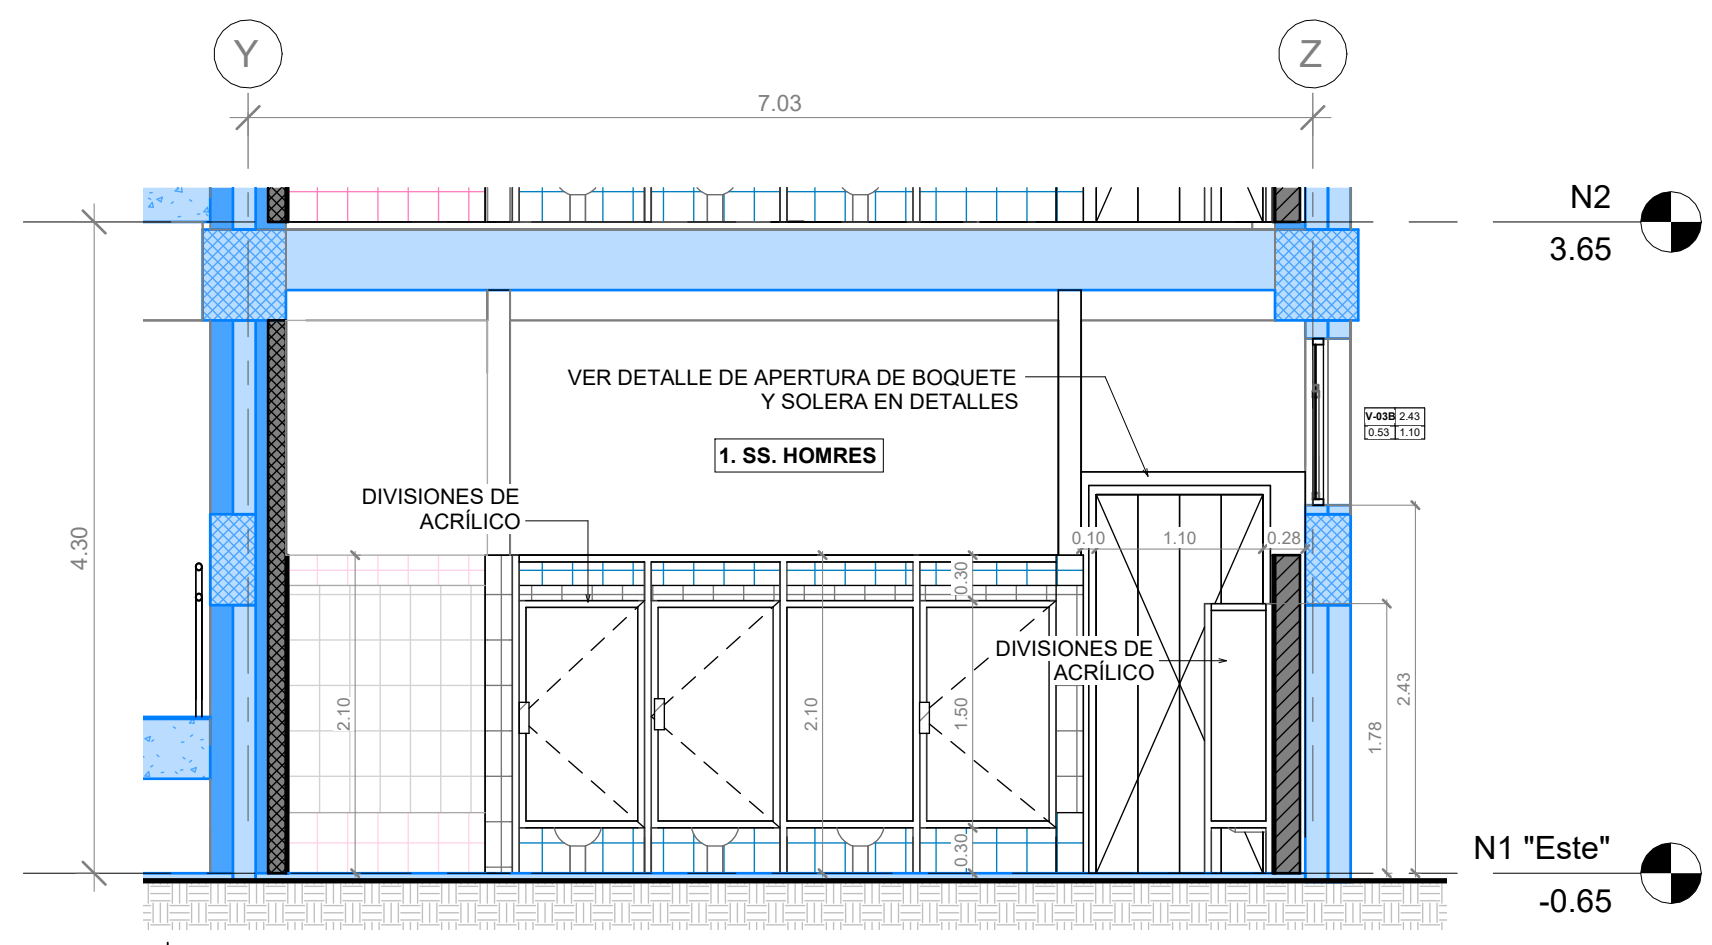 Y
Z
7.03
N2
3.65
VER DETALLE DE APERTURA DE BOQUETE
Y SOLERA EN DETALLES
V-03B 2.43
0.53 1.10
1. SS. HOMRES
DIVISIONES DE
ACRÍLICO
4.30
0.10
1.10
0.28
0.30
DIVISIONES DE
ACRÍLICO
2.10
2.10
1.50
2.43
1.78
0.30
N1 "Este"
-0.65